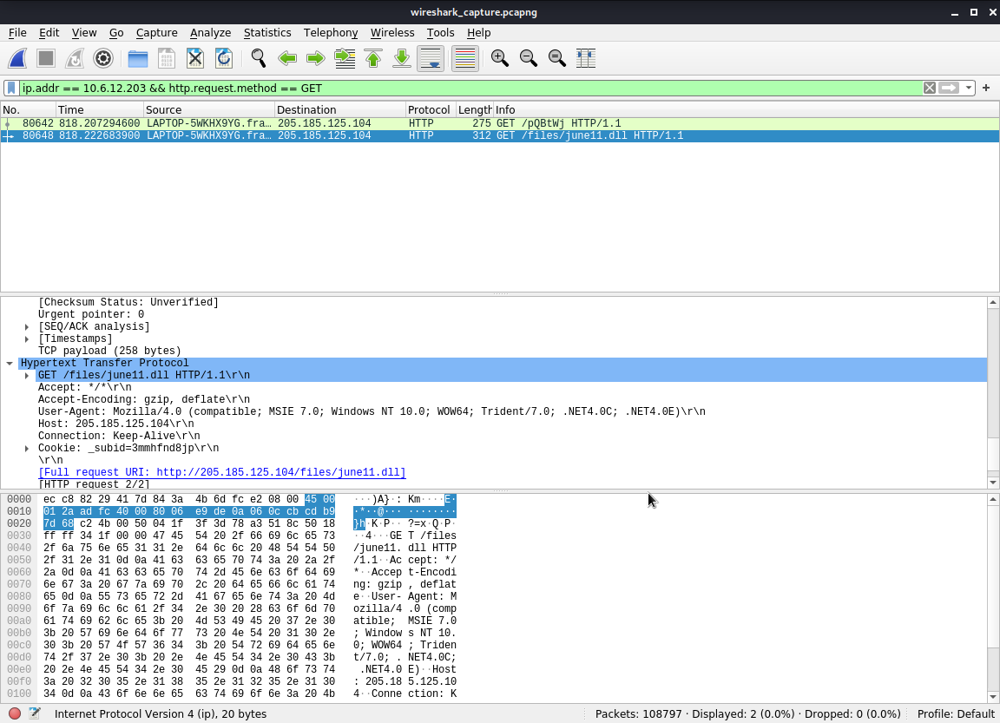 wireshark_capture.pcapng
File Edit View Go Capture Analyze Statistics Telephony Wireless Tools Help
ip.addr == 10.6.12.203 && http.request.method == GET
No. Time Source Destination Protocol Length Info
80642 818.207294600 LAPTOP-5WKHX9YG.fra… 205.185.125.104 HTTP 275 GET /pQBtWj HTTP/1.1
80648 818.222683900 LAPTOP-5WKHX9YG.fra… 205.185.125.104 HTTP 312 GET /files/june11.dll HTTP/1.1
[Checksum Status: Unverified]
Urgent pointer: 0
[SEQ/ACK analysis]
[Timestamps]
TCP payload (258 bytes)
Hypertext Transfer Protocol
GET /files/june11.dll HTTP/1.1\r\n
Accept: */*\r\n
Accept-Encoding: gzip, deflate\r\n
User-Agent: Mozilla/4.0 (compatible; MSIE 7.0; Windows NT 10.0; WOW64; Trident/7.0; .NET4.0C; .NET4.0E)\r\n
Host: 205.185.125.104\r\n
Connection: Keep-Alive\r\n
Cookie: _subid=3mmhfnd8jp\r\n
\r\n
[Full request URI: http://205.185.125.104/files/june11.dll]
[HTTP request 2/2]
0000 ec c8 82 29 41 7d 84 3a 4b 6d fc e2 08 00 45 00 ···)A}·: Km····E·
0010 01 2a ad fc 40 00 80 06 e9 de 0a 06 0c cb cd b9 ·*··@··· ········
0020 7d 68 c2 4b 00 50 04 1f 3f 3d 78 a3 51 8c 50 18 }h·K·P·· ?=x·Q·P·
0030 ff ff 34 1f 00 00 47 45 54 20 2f 66 69 6c 65 73 ··4···GE T /files
0040 2f 6a 75 6e 65 31 31 2e 64 6c 6c 20 48 54 54 50 /june11. dll HTTP
0050 2f 31 2e 31 0d 0a 41 63 63 65 70 74 3a 20 2a 2f /1.1··Ac cept: */
0060 2a 0d 0a 41 63 63 65 70 74 2d 45 6e 63 6f 64 69 *··Accep t-Encodi
0070 6e 67 3a 20 67 7a 69 70 2c 20 64 65 66 6c 61 74 ng: gzip , deflat
0080 65 0d 0a 55 73 65 72 2d 41 67 65 6e 74 3a 20 4d e··User- Agent: M
0090 6f 7a 69 6c 6c 61 2f 34 2e 30 20 28 63 6f 6d 70 ozilla/4 .0 (comp
00a0 61 74 69 62 6c 65 3b 20 4d 53 49 45 20 37 2e 30 atible;  MSIE 7.0
00b0 3b 20 57 69 6e 64 6f 77 73 20 4e 54 20 31 30 2e ; Window s NT 10.
00c0 30 3b 20 57 4f 57 36 34 3b 20 54 72 69 64 65 6e 0; WOW64 ; Triden
00d0 74 2f 37 2e 30 3b 20 2e 4e 45 54 34 2e 30 43 3b t/7.0; . NET4.0C;
00e0 20 2e 4e 45 54 34 2e 30 45 29 0d 0a 48 6f 73 74 .NET4.0 E)··Host
00f0 3a 20 32 30 35 2e 31 38 35 2e 31 32 35 2e 31 30 : 205.18 5.125.10
0100 34 0d 0a 43 6f 6e 6e 65 63 74 69 6f 6e 3a 20 4b 4··Conne ction: K
Internet Protocol Version 4 (ip), 20 bytes Packets: 108797 · Displayed: 2 (0.0%) · Dropped: 0 (0.0%) Profile: Default